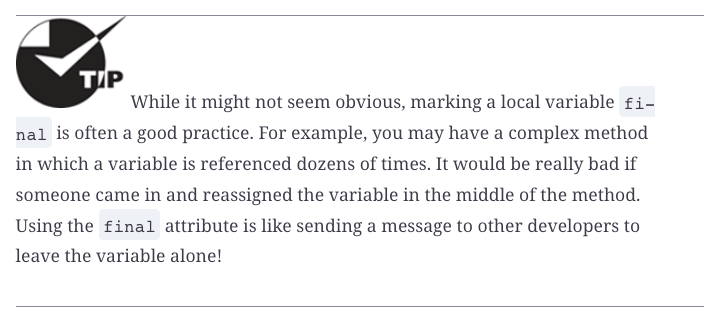 TIP
While it might not seem obvious, marking a local variable fi-
nal is often a good practice. For example, you may have a complex method
in which a variable is referenced dozens of times. It would be really bad if
someone came in and reassigned the variable in the middle of the method.
Using the final attribute is like sending a message to other developers to
leave the variable alone!